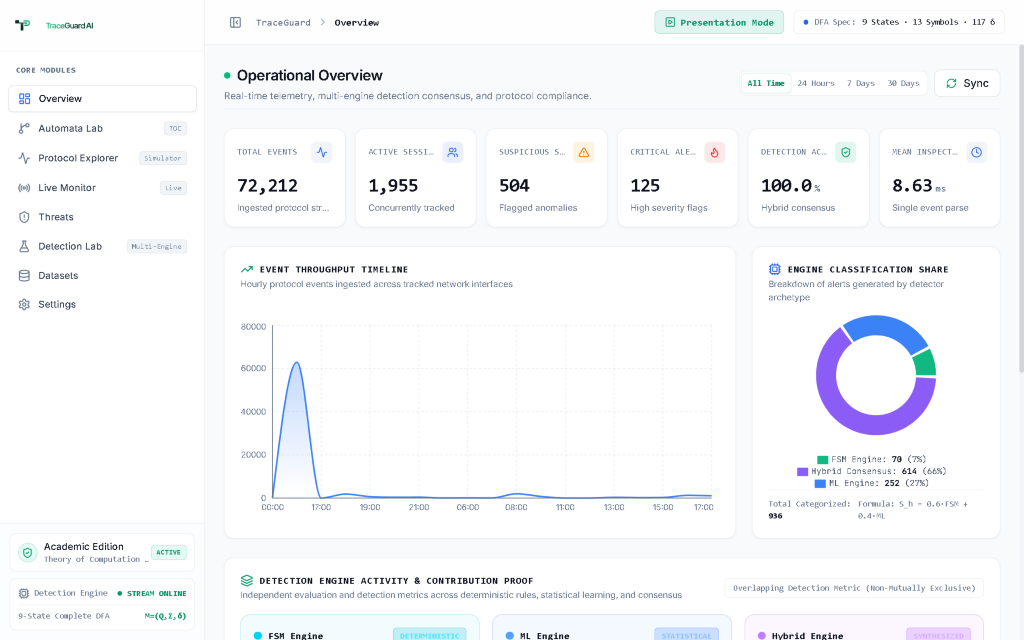 TraceGuard AI
CORE MODULES
Overview
Automata Lab
TOC
Protocol Explorer
Simulator
Live Monitor
Live
Threats
Detection Lab
Multi-Engine
Datasets
Settings
Academic Edition
Theory of Computation …
ACTIVE
Detection Engine
STREAM ONLINE
9-State Complete DFA
M=(Q,Σ,δ)
TraceGuard > Overview
Presentation Mode
DFA Spec: 9 States · 13 Symbols · 117 δ
Operational Overview
Real-time telemetry, multi-engine detection consensus, and protocol compliance.
All Time
24 Hours
7 Days
30 Days
Sync
TOTAL EVENTS
72,212
Ingested protocol str…
ACTIVE SESSI…
1,955
Concurrently tracked
SUSPICIOUS S…
504
Flagged anomalies
CRITICAL ALE…
125
High severity flags
DETECTION AC…
100.0 %
Hybrid consensus
MEAN INSPECT…
8.63 ms
Single event parse
EVENT THROUGHPUT TIMELINE
Hourly protocol events ingested across tracked network interfaces
80000
60000
40000
20000
0
00:00 17:00 19:00 21:00 06:00 08:00 11:00 13:00 15:00 17:00
ENGINE CLASSIFICATION SHARE
Breakdown of alerts generated by detector
archetype
FSM Engine: 70 (7%)
Hybrid Consensus: 614 (66%)
ML Engine: 252 (27%)
Total Categorized:
936
Formula: S_h = 0.6·FSM +
0.4·ML
DETECTION ENGINE ACTIVITY & CONTRIBUTION PROOF
Independent evaluation and detection metrics across deterministic rules, statistical learning, and consensus
Overlapping Detection Metric (Non-Mutually Exclusive)
FSM Engine
DETERMINISTIC
ML Engine
STATISTICAL
Hybrid Engine
SYNTHESIZED